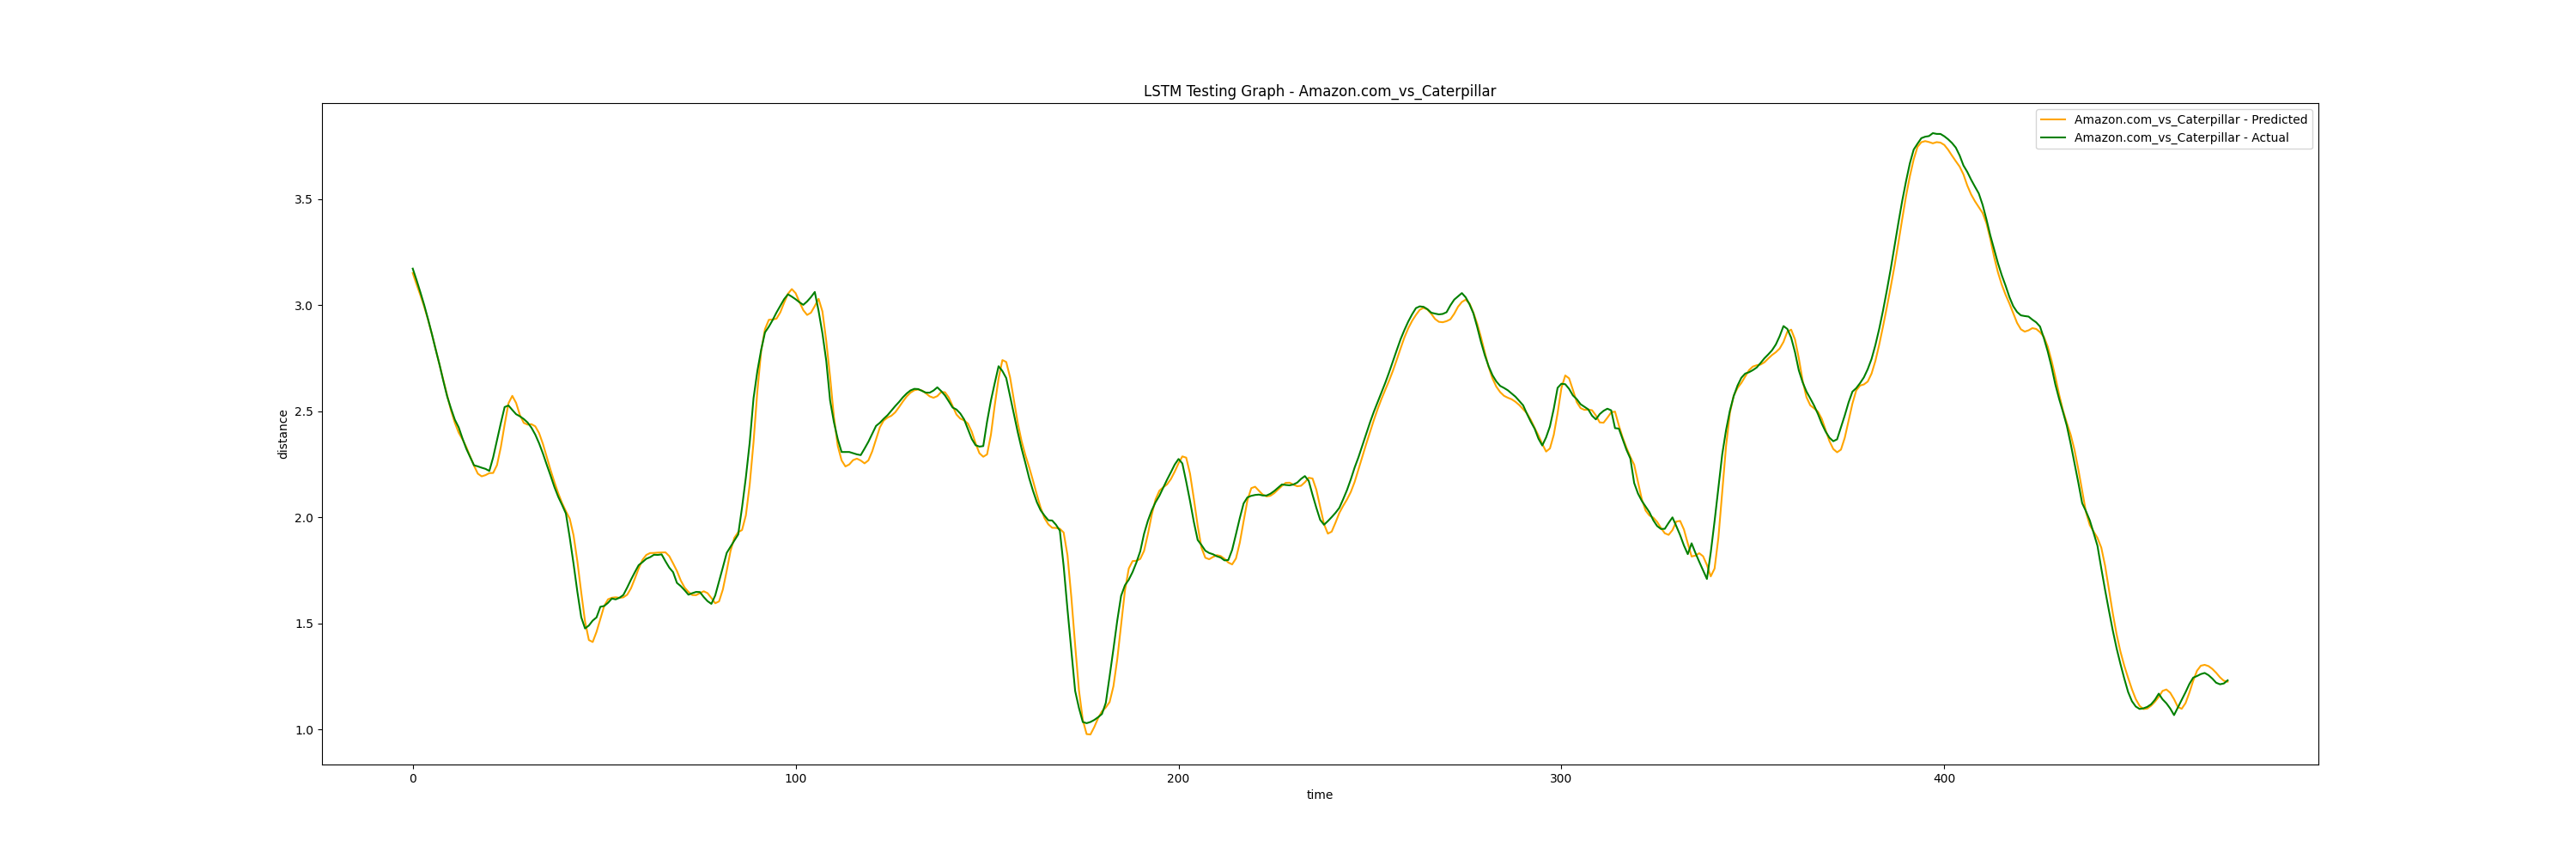 LSTM Testing Graph - Amazon.com_vs_Caterpillar
Amazon.com_vs_Caterpillar - Predicted
Amazon.com_vs_Caterpillar - Actual
distance
3.5
3.0
2.5
2.0
1.5
1.0
0 100 200 300 400
time